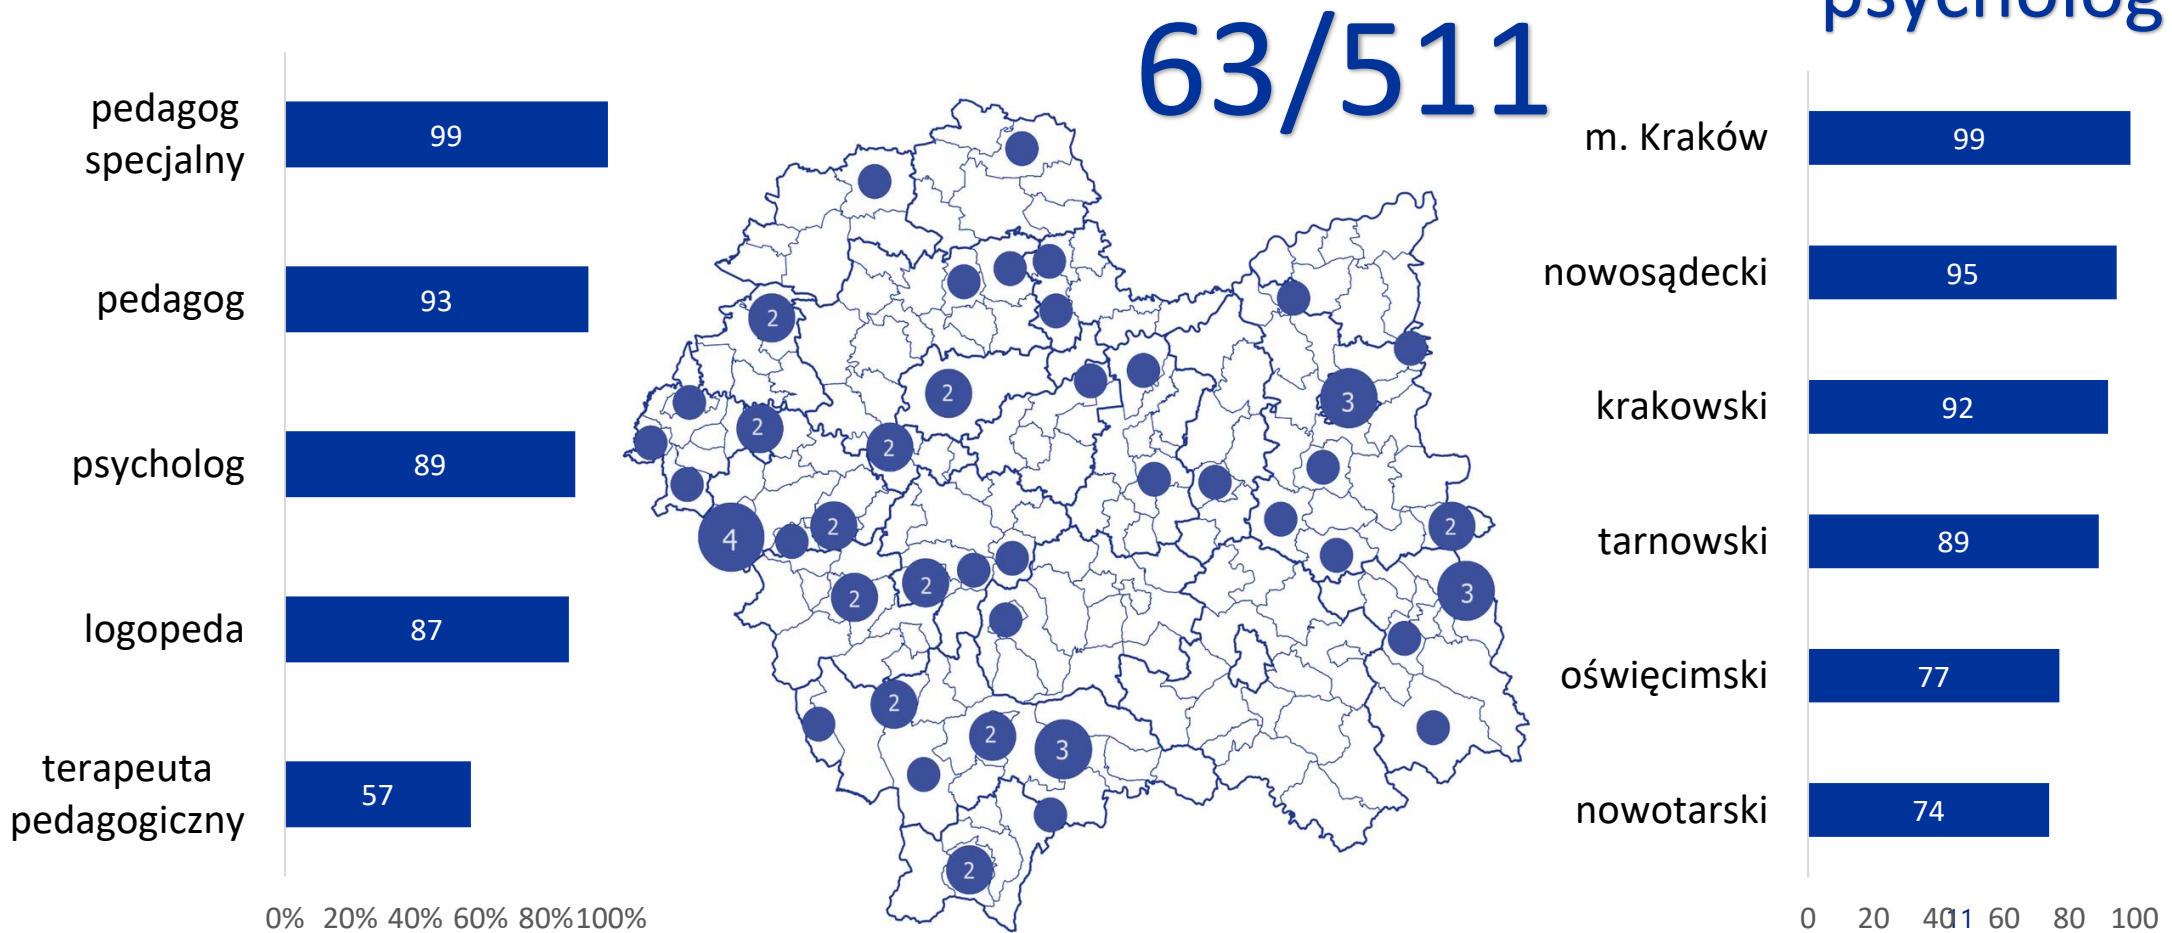 63/511
psycholog
pedagog
specjalny
99
pedagog
93
psycholog
89
logopeda
87
terapeuta
pedagogiczny
57
0% 20% 40% 60% 80% 100%
2
2
3
2
2
2
4
2
2
2
3
2
2
3
2
m. Kraków
99
nowosądecki
95
krakowski
92
tarnowski
89
oświęcimski
77
nowotarski
74
0 20 40 60 80 100
11